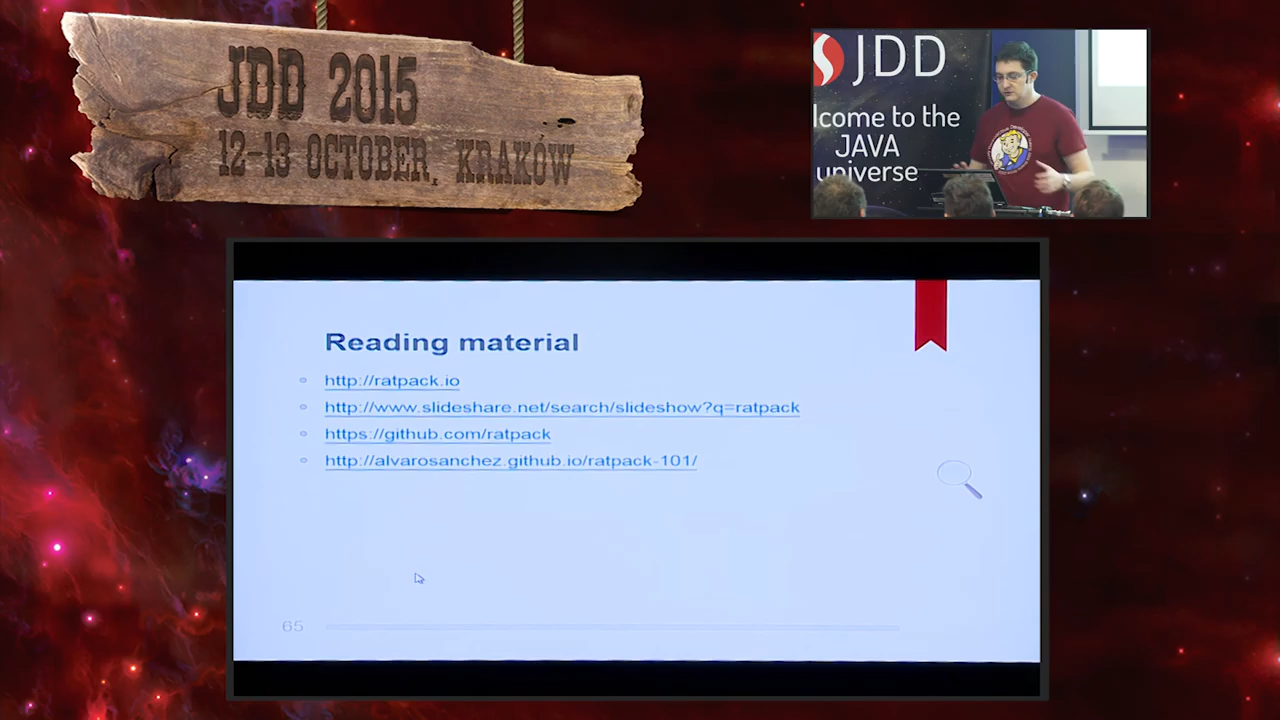 JDD 2015
12-13 OCTOBER, KRAKÓW
JDD
lcome to the
JAVA
universe
Reading material
http://ratpack.io
http://www.slideshare.net/search/slideshow?q=ratpack
https://github.com/ratpack
http://alvarosanchez.github.io/ratpack-101/
65